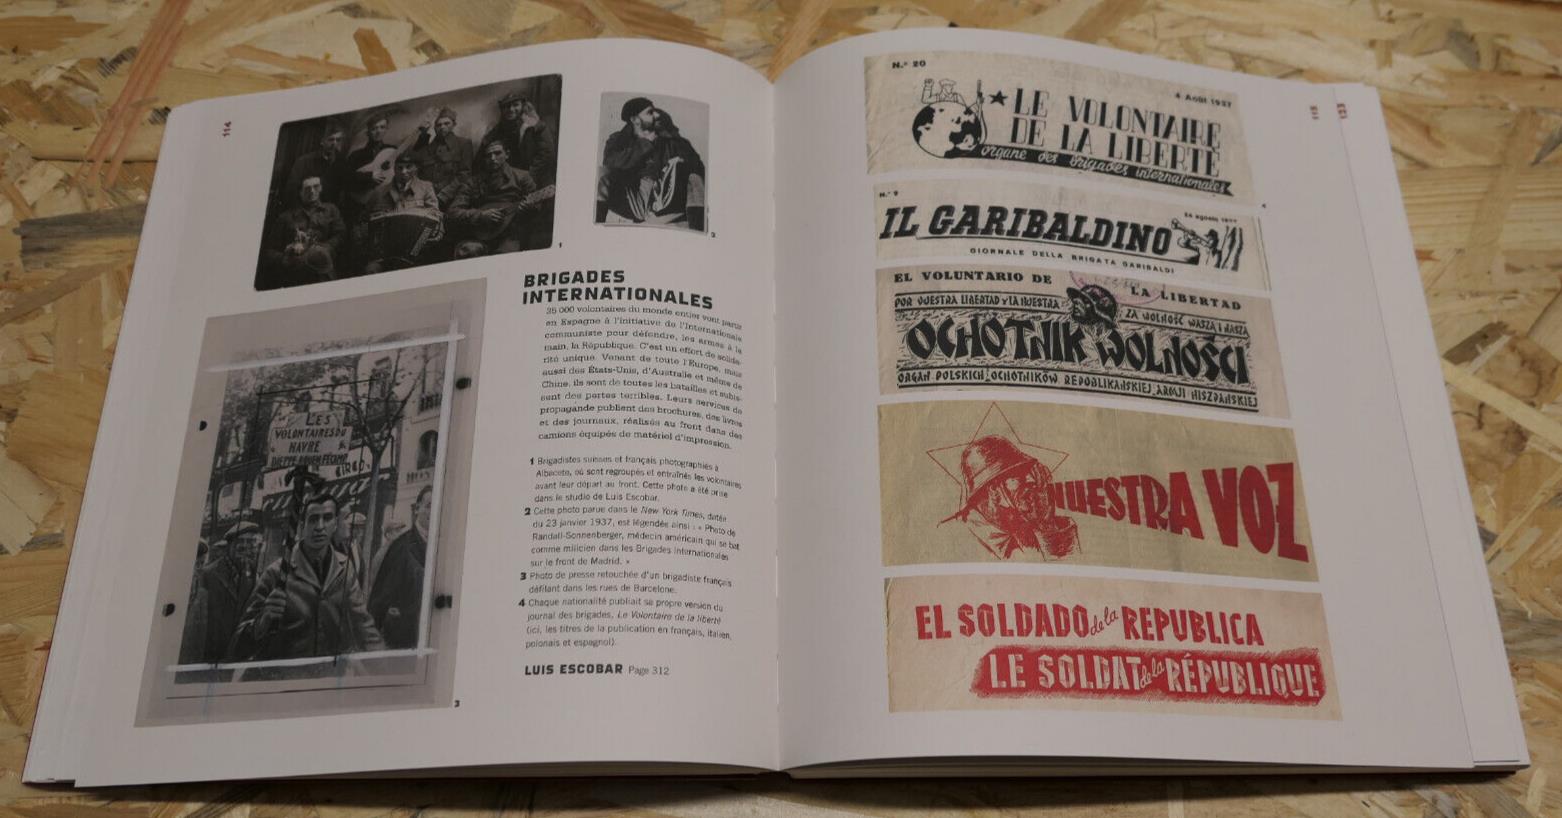 114
1
2
LES
VOLONTAIRES DU
HAVRE
DIEPPE ROUEN FÉCAMP
3
BRIGADES
INTERNATIONALES
35 000 volontaires du monde entier vont partir
en Espagne à l'initiative de l'Internationale
communiste pour défendre, les armes à la
main, la République. C'est un effort de solida-
rité unique. Venant de toute l'Europe, mais
aussi des États-Unis, d'Australie et même de
Chine, ils sont de toutes les batailles et subis-
sent des pertes terribles. Leurs services de
propagande publient des brochures, des livres
et des journaux, réalisés au front dans des
camions équipés de matériel d'impression.
1 Brigadistes suisses et français photographiés à
Albacete, où sont regroupés et entraînés les volontaires
avant leur départ au front. Cette photo a été prise
dans le studio de Luis Escobar.
2 Cette photo parue dans le New York Times, datée
du 23 janvier 1937, est légendée ainsi : « Photo de
Randall-Sonnenberger, médecin américain qui se bat
comme milicien dans les Brigades Internationales
sur le front de Madrid. »
3 Photo de presse retouchée d'un brigadiste français
défilant dans les rues de Barcelone.
4 Chaque nationalité publiait sa propre version du
journal des brigades, Le Volontaire de la liberté
(ici, les titres de la publication en français, italien,
polonais et espagnol).
LUIS ESCOBAR Page 312
N.° 20
4 Août 1937
LE VOLONTAIRE
DE LA LIBERTÉ
organe des brigades internationales
4
N.° 9
IL GARIBALDINO
GIORNALE DELLA BRIGATA GARIBALDI
EL VOLUNTARIO DE LA LIBERTAD
POR VUESTRA LIBERTAD Y LA NUESTRA
ZA WOLNOŚĆ WASZĄ I NASZĄ
OCHOTNIK WOLNOŚCI
ORGAN POLSKICH OCHOTNIKÓW REPUBLIKAŃSKIEJ ARMJI HISZPAŃSKIEJ
NUESTRA VOZ
EL SOLDADO de la REPUBLICA
LE SOLDAT de la RÉPUBLIQUE